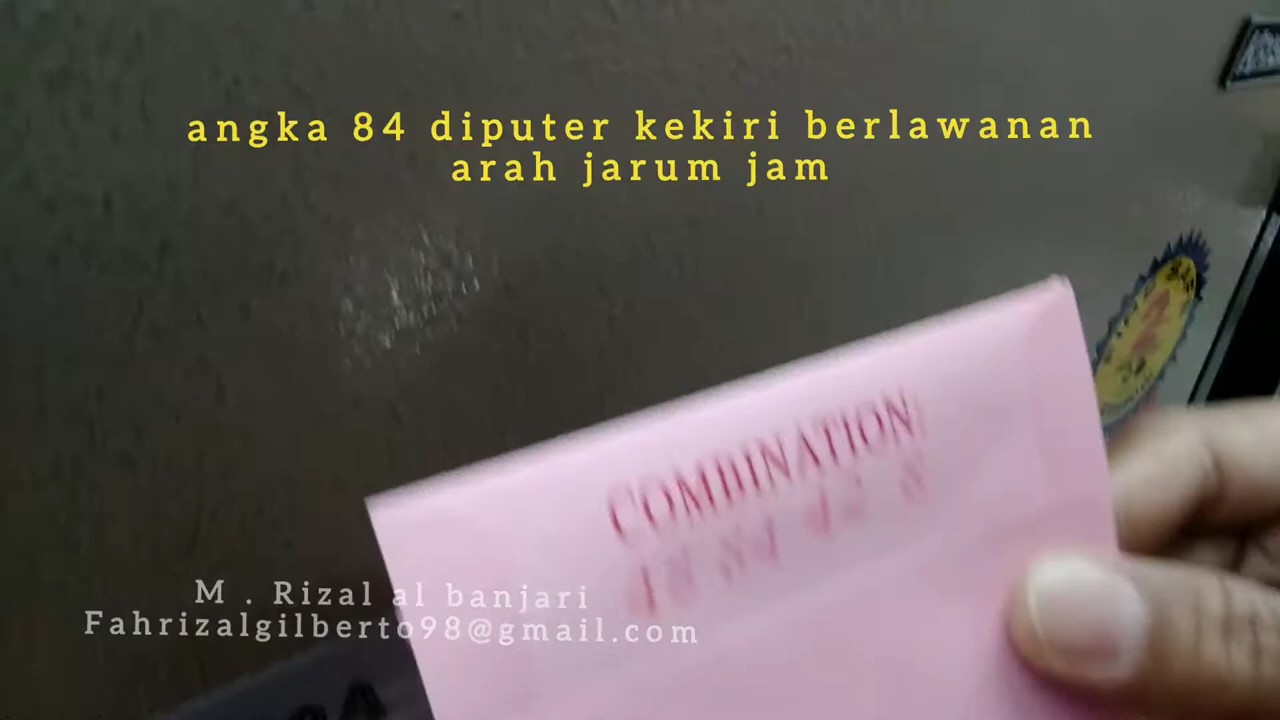 angka 84 diputer kekiri berlawanan
arah jarum jam
COMBINATION
M . Rizal al banjari
Fahrizalgilberto98@gmail.com